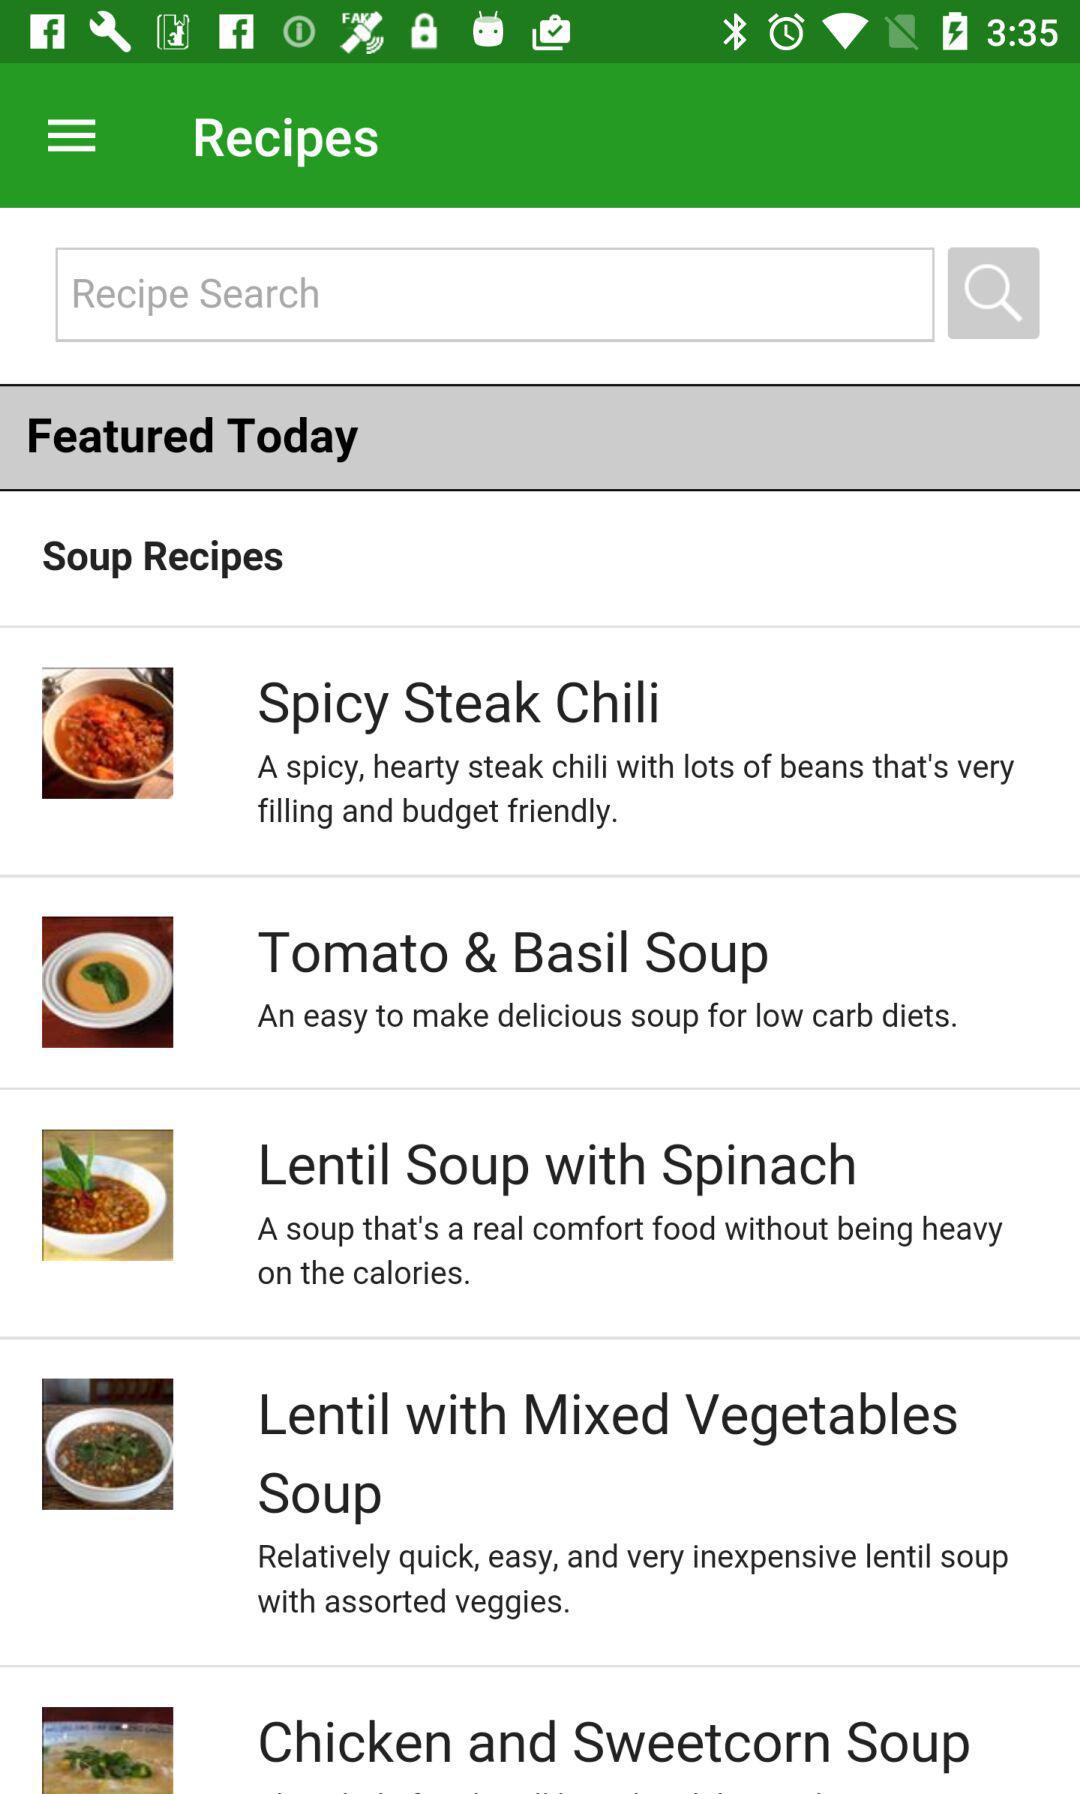 FAKE
3:35
Recipes
Recipe Search
Featured Today
Soup Recipes
Spicy Steak Chili
A spicy, hearty steak chili with lots of beans that's very
filling and budget friendly.
Tomato & Basil Soup
An easy to make delicious soup for low carb diets.
Lentil Soup with Spinach
A soup that's a real comfort food without being heavy
on the calories.
Lentil with Mixed Vegetables
Soup
Relatively quick, easy, and very inexpensive lentil soup
with assorted veggies.
Chicken and Sweetcorn Soup